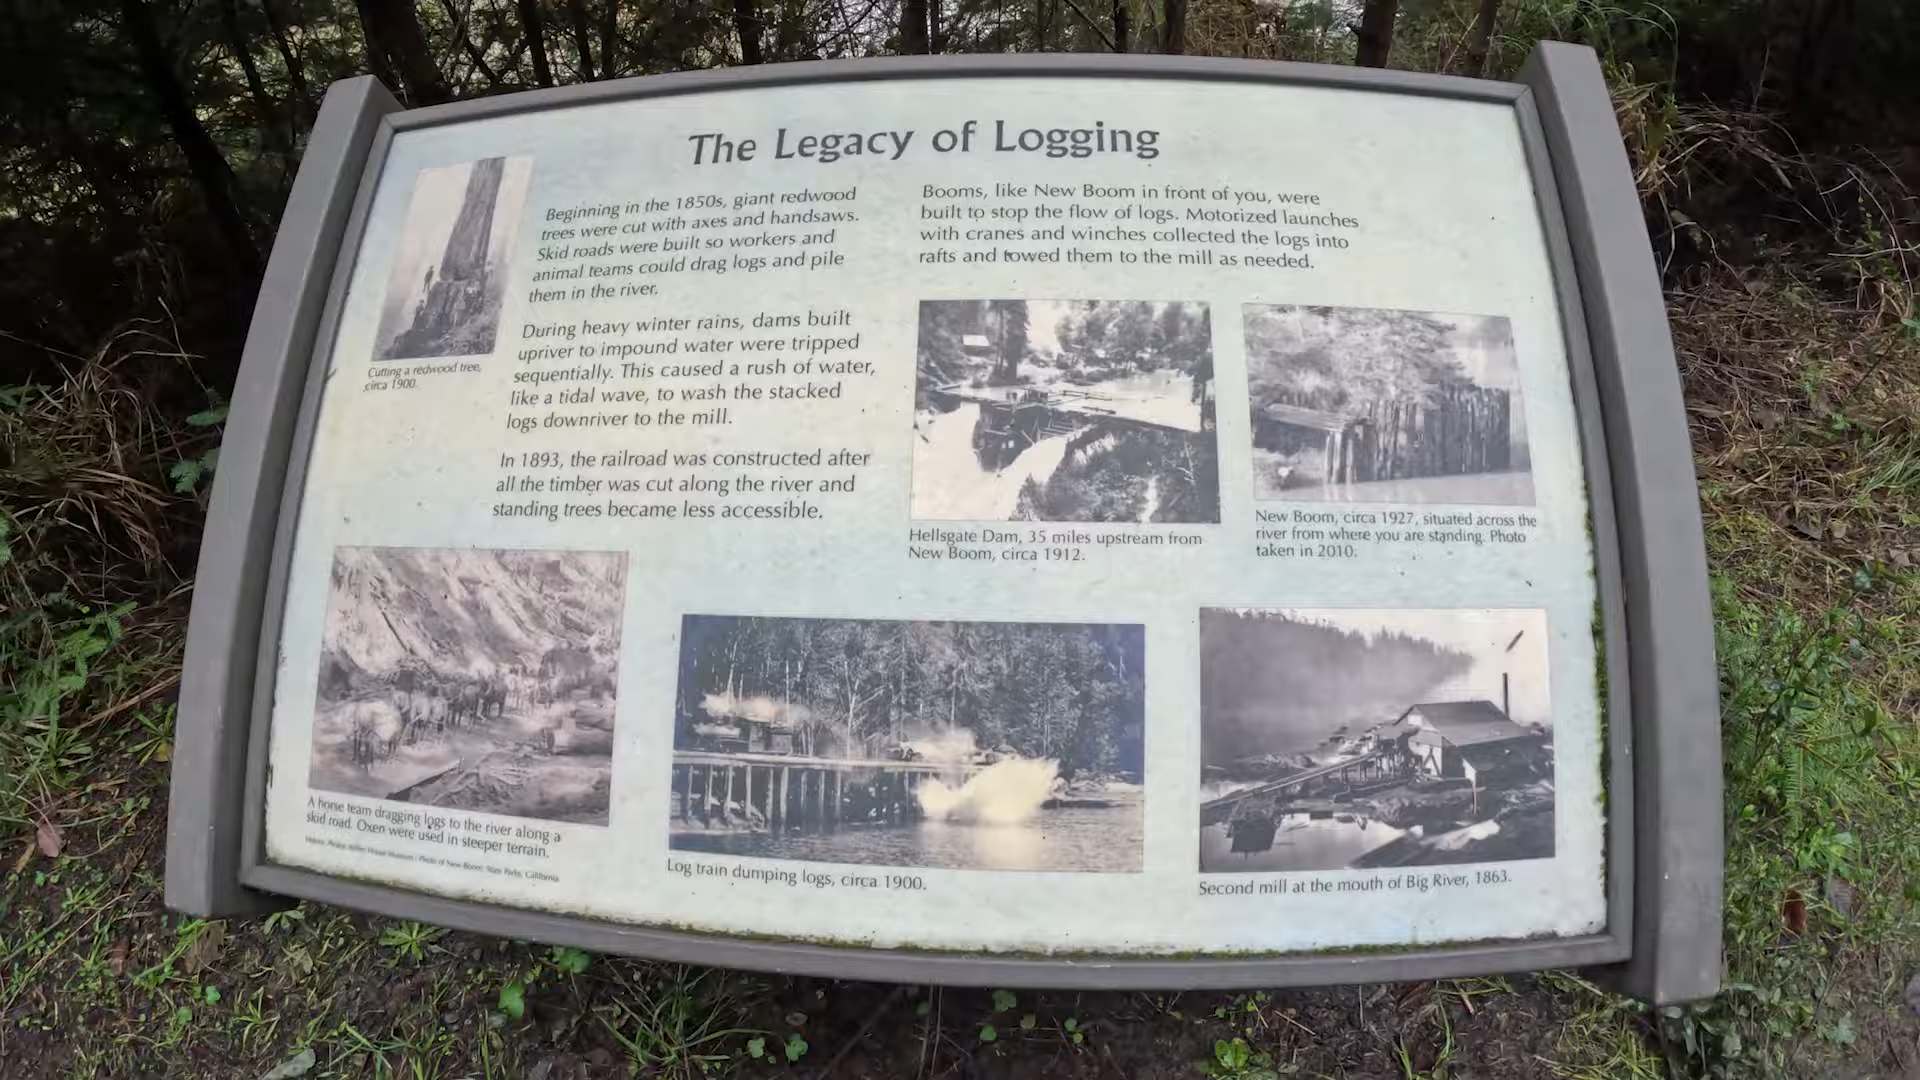 The Legacy of Logging
Beginning in the 1850s, giant redwood
trees were cut with axes and handsaws.
Skid roads were built so workers and
animal teams could drag logs and pile
them in the river.
During heavy winter rains, dams built
upriver to impound water were tripped
sequentially. This caused a rush of water,
like a tidal wave, to wash the stacked
logs downriver to the mill.
In 1893, the railroad was constructed after
all the timber was cut along the river and
standing trees became less accessible.
Cutting a redwood tree,
circa 1900.
Booms, like New Boom in front of you, were
built to stop the flow of logs. Motorized launches
with cranes and winches collected the logs into
rafts and towed them to the mill as needed.
Hellsgate Dam, 35 miles upstream from
New Boom, circa 1912.
New Boom, circa 1927, situated across the
river from where you are standing. Photo
taken in 2010.
A horse team dragging logs to the river along a
skid road. Oxen were used in steeper terrain.
House Museum / Photo of New Boom: State Parks, California
Log train dumping logs, circa 1900.
Second mill at the mouth of Big River, 1863.